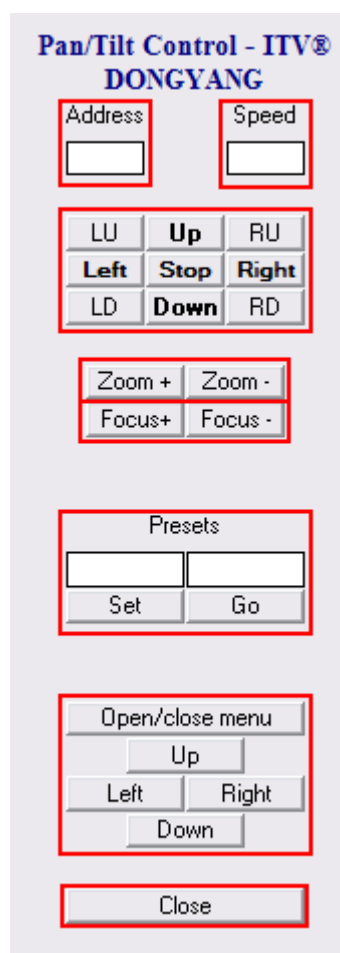 Pan/Tilt Control - ITV®
DONGYANG
Address Speed
LU Up RU
Left Stop Right
LD Down RD
Zoom + Zoom -
Focus+ Focus -
Presets
Set Go
Open/close menu
Up
Left Right
Down
Close